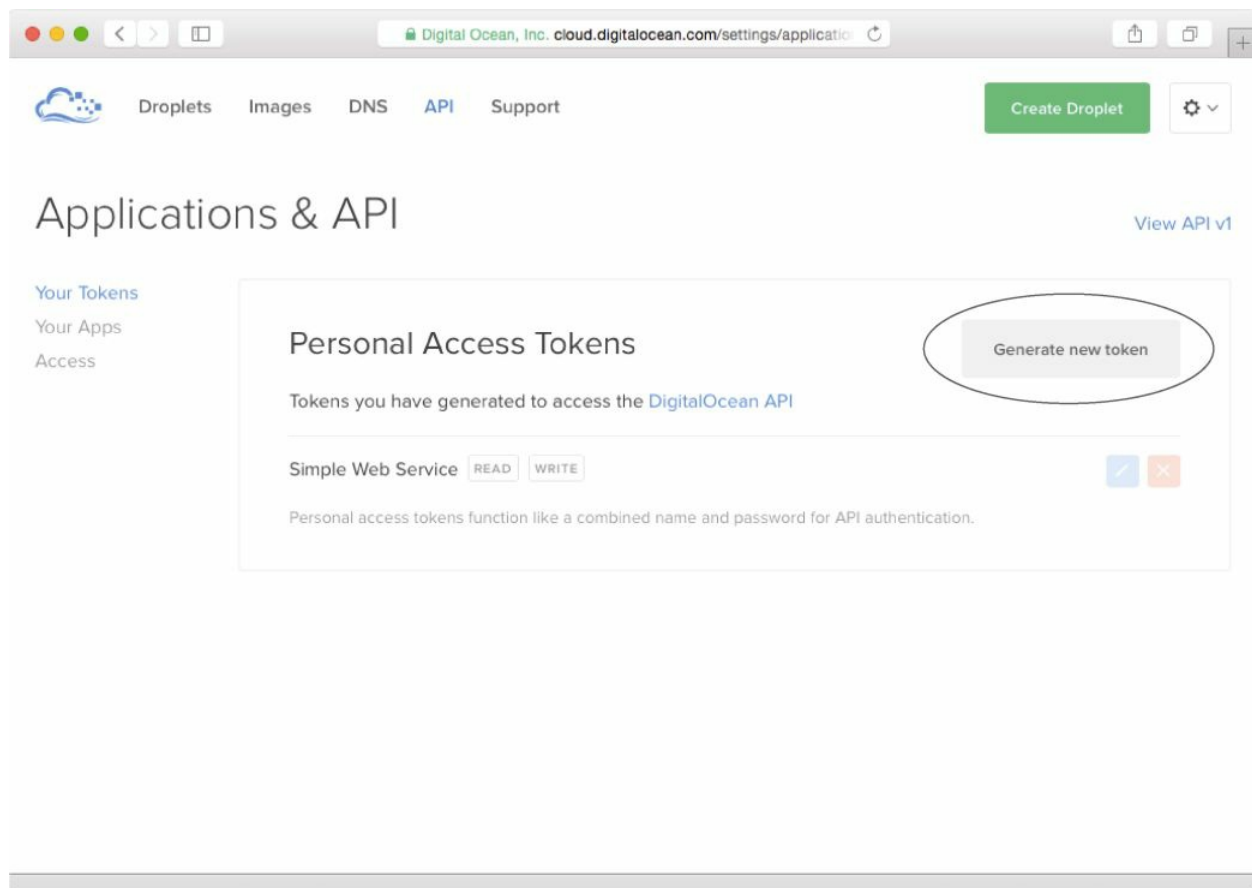 Digital Ocean, Inc. cloud.digitalocean.com/settings/applicatio
Droplets Images DNS API Support Create Droplet
Applications & API
View API v1
Your Tokens
Your Apps
Access
Personal Access Tokens
Generate new token
Tokens you have generated to access the DigitalOcean API
Simple Web Service READ WRITE
Personal access tokens function like a combined name and password for API authentication.